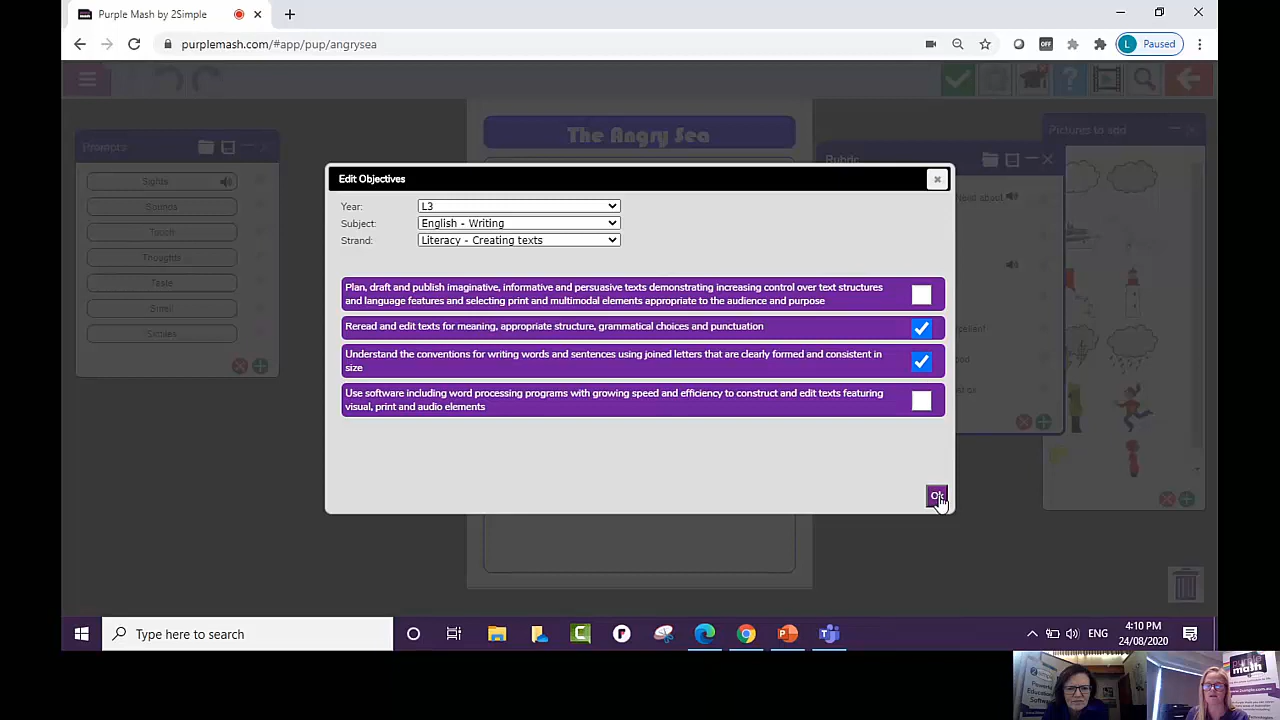 Purple Mash by 2Simple
purplemash.com/#app/pup/angrysea
OFF
L
Paused
The Angry Sea
Prompts
Sights
Sounds
Touch
Thoughts
Taste
Smell
Similes
Rubric
Pictures to add
Edit Objectives
Year:
L3
Subject:
English - Writing
Strand:
Literacy - Creating texts
Plan, draft and publish imaginative, informative and persuasive texts demonstrating increasing control over text structures
and language features and selecting print and multimodal elements appropriate to the audience and purpose
Reread and edit texts for meaning, appropriate structure, grammatical choices and punctuation
Understand the conventions for writing words and sentences using joined letters that are clearly formed and consistent in
size
Use software including word processing programs with growing speed and efficiency to construct and edit texts featuring
visual, print and audio elements
Ok
Type here to search
ENG
4:10 PM
24/08/2020
purple
mash